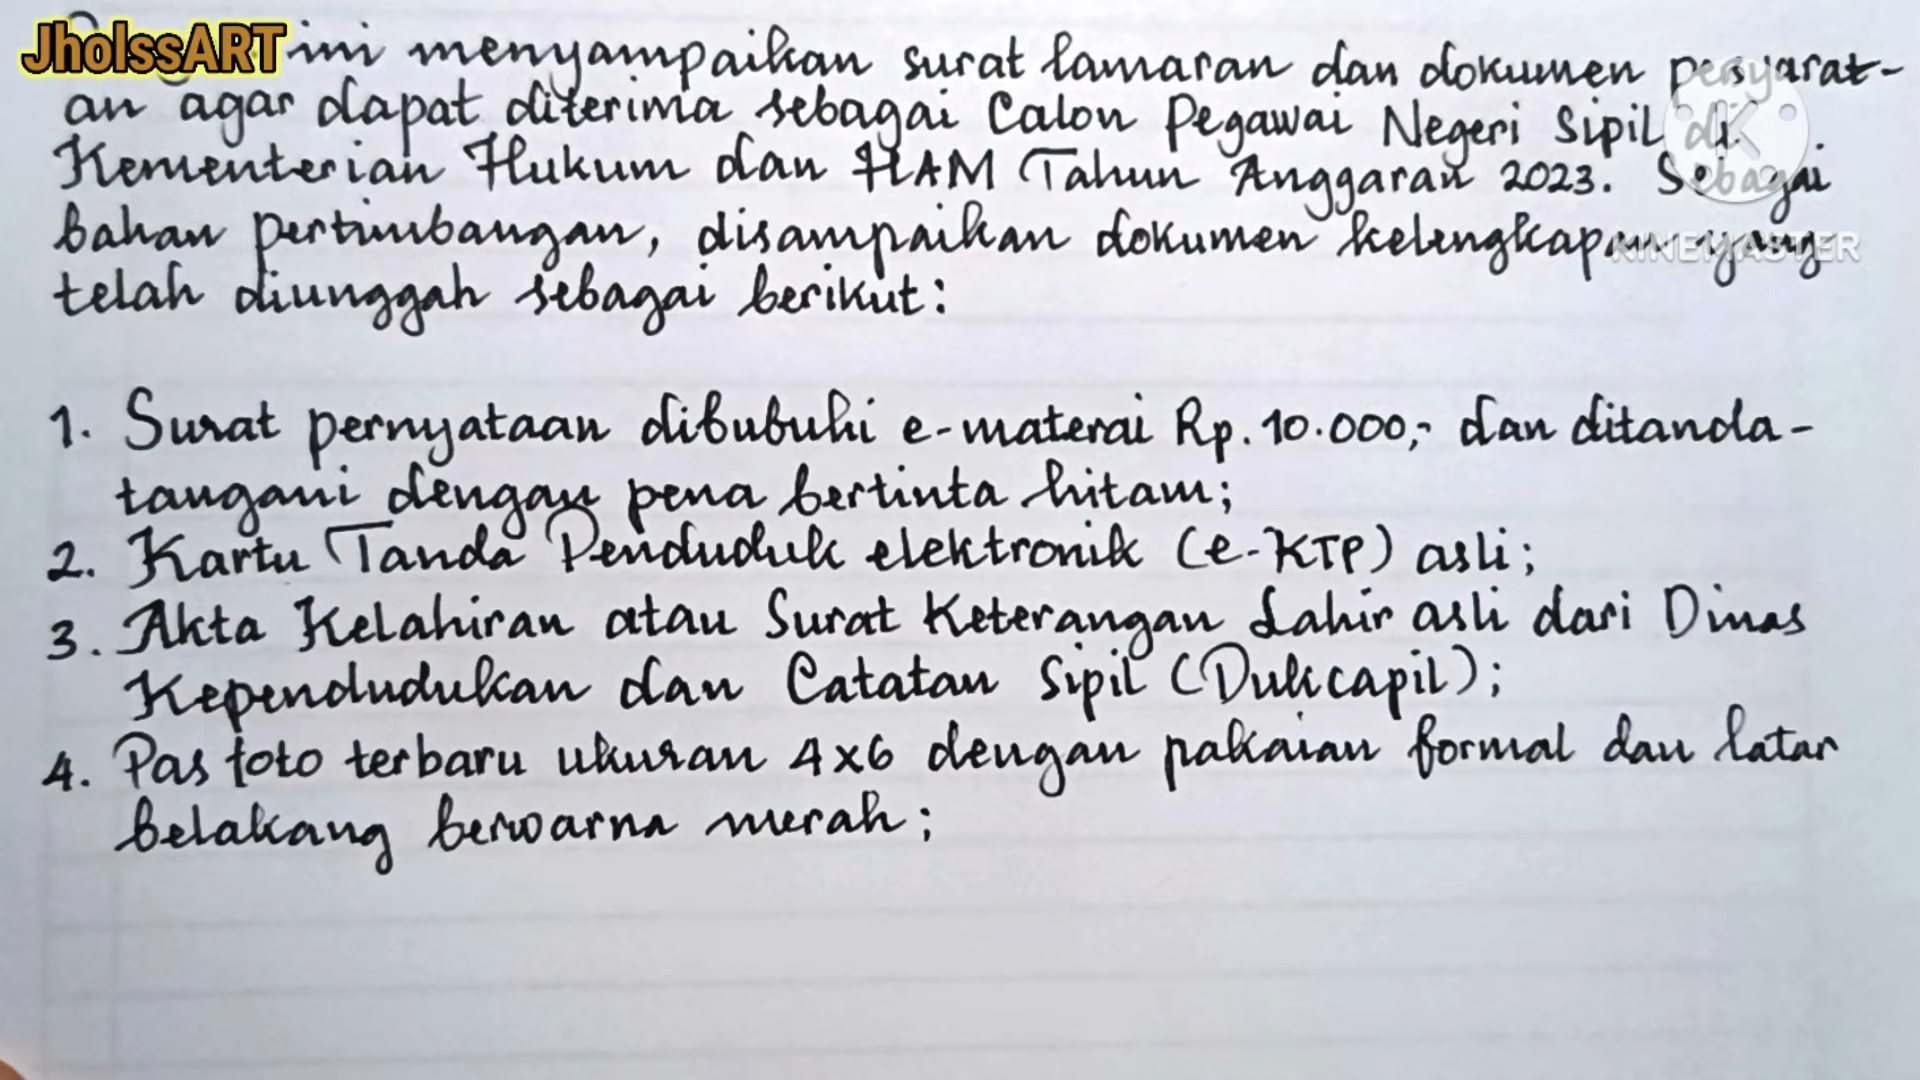 JholssART
ini menyampaikan surat lamaran dan dokumen persyarat-
an agar dapat diterima sebagai Calon Pegawai Negeri Sipil di
Kementerian Hukum dan HAM Tahun Anggaran 2023. Sebagai
bahan pertimbangan, disampaikan dokumen kelengkapan yang
KINEMASTER
telah diunggah sebagai berikut:
1. Surat pernyataan dibubuhi e-materai Rp. 10.000,- dan ditanda-
tangani dengan pena bertinta hitam;
2. Kartu Tanda Penduduk elektronik (e-KTP) asli;
3. Akta Kelahiran atau Surat Keterangan Lahir asli dari Dinas
Kependudukan dan Catatan Sipil (Dukcapil);
4. Pas foto terbaru ukuran 4x6 dengan pakaian formal dan latar
belakang berwarna merah;